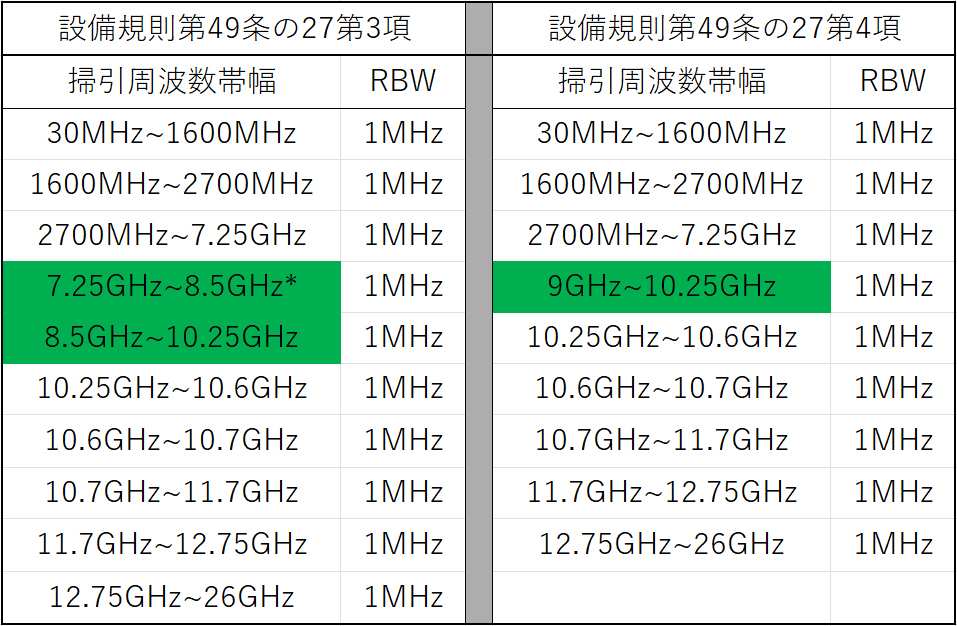 設備規則第49条の27第3項 設備規則第49条の27第4項
掃引周波数帯幅 RBW 掃引周波数帯幅 RBW
30MHz~1600MHz 1MHz 30MHz~1600MHz 1MHz
1600MHz~2700MHz 1MHz 1600MHz~2700MHz 1MHz
2700MHz~7.25GHz 1MHz 2700MHz~7.25GHz 1MHz
7.25GHz~8.5GHz* 1MHz 9GHz~10.25GHz 1MHz
8.5GHz~10.25GHz 1MHz 10.25GHz~10.6GHz 1MHz
10.25GHz~10.6GHz 1MHz 10.6GHz~10.7GHz 1MHz
10.6GHz~10.7GHz 1MHz 10.7GHz~11.7GHz 1MHz
10.7GHz~11.7GHz 1MHz 11.7GHz~12.75GHz 1MHz
11.7GHz~12.75GHz 1MHz 12.75GHz~26GHz 1MHz
12.75GHz~26GHz 1MHz